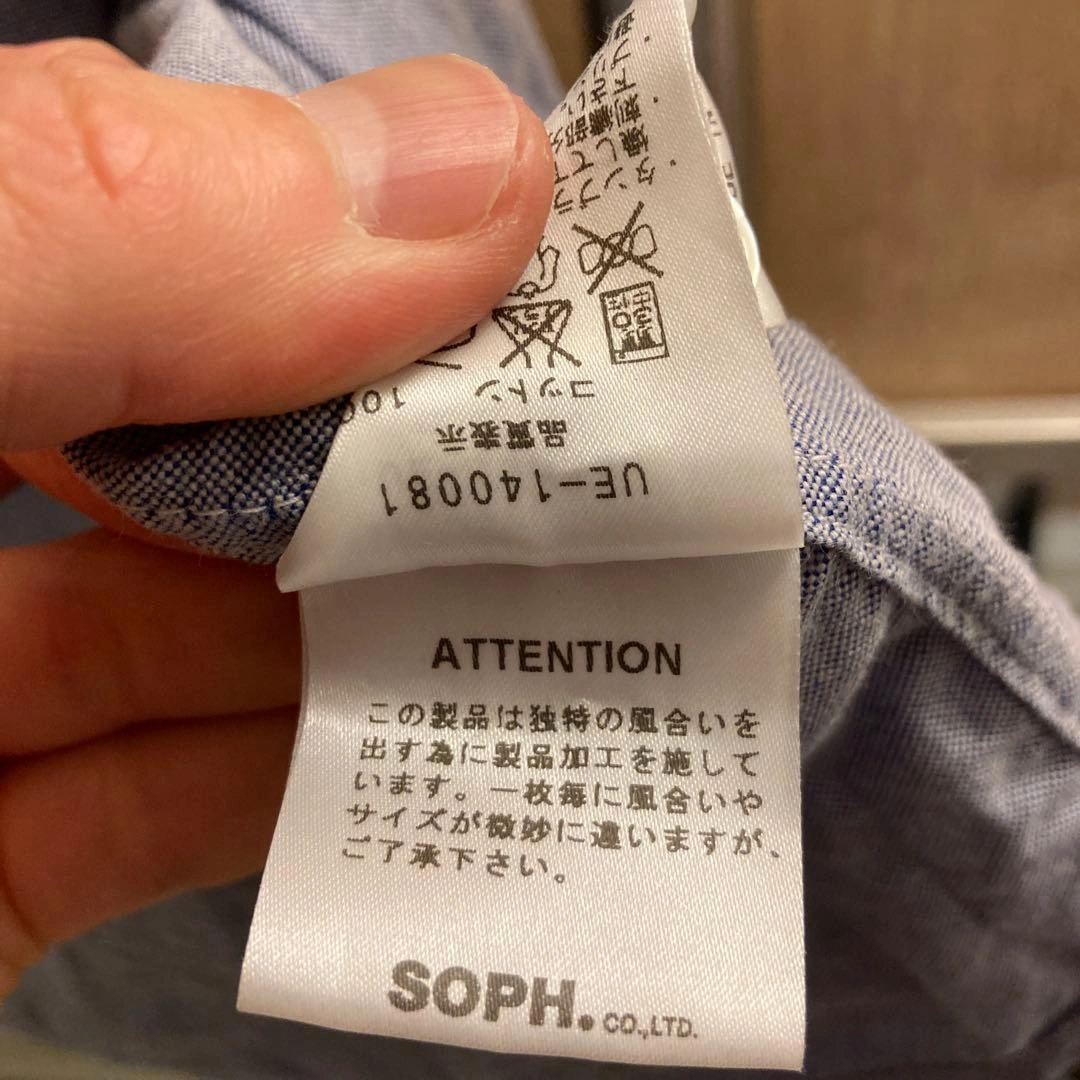 UE-140081
品質表示
コットン 100
ATTENTION
この製品は独特の風合いを
出す為に製品加工を施して
います。一枚毎に風合いや
サイズが微妙に違いますが、
ご了承下さい。
SOPH.CO.,LTD.